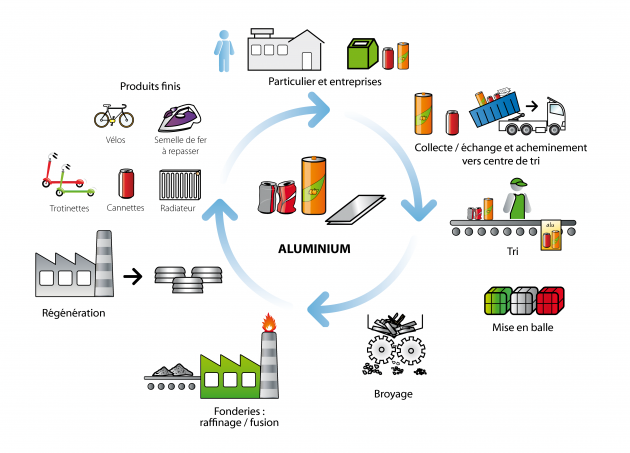 Particulier et entreprises
Collecte / échange et acheminement
vers centre de tri
alu
Tri
Mise en balle
Broyage
Fonderies :
raffinage / fusion
Régénération
Produits finis
Vélos
Semelle de fer
à repasser
Trotinettes
Cannettes
Radiateur
ALUMINIUM